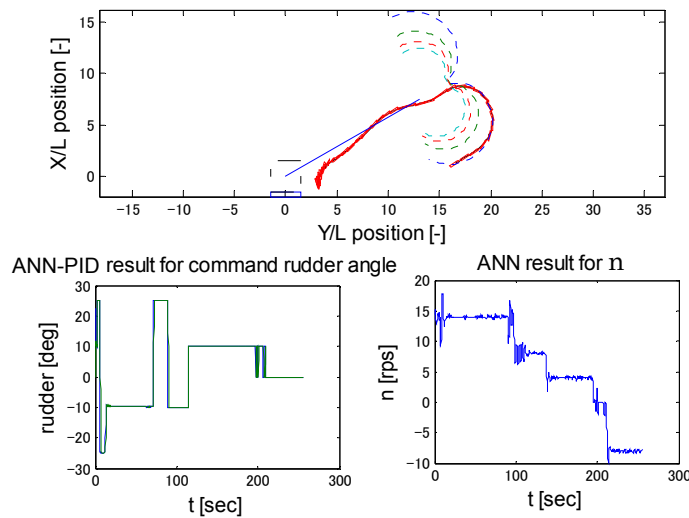 X/L position [-]
15
10
5
0
-15 -10 -5 0 5 10 15 20 25 30 35
Y/L position [-]
ANN-PID result for command rudder angle
rudder [deg]
30
20
10
0
-10
-20
-30
0 100 200 300
t [sec]
ANN result for n
n [rps]
20
15
10
5
0
-5
-10
0 100 200 300
t [sec]